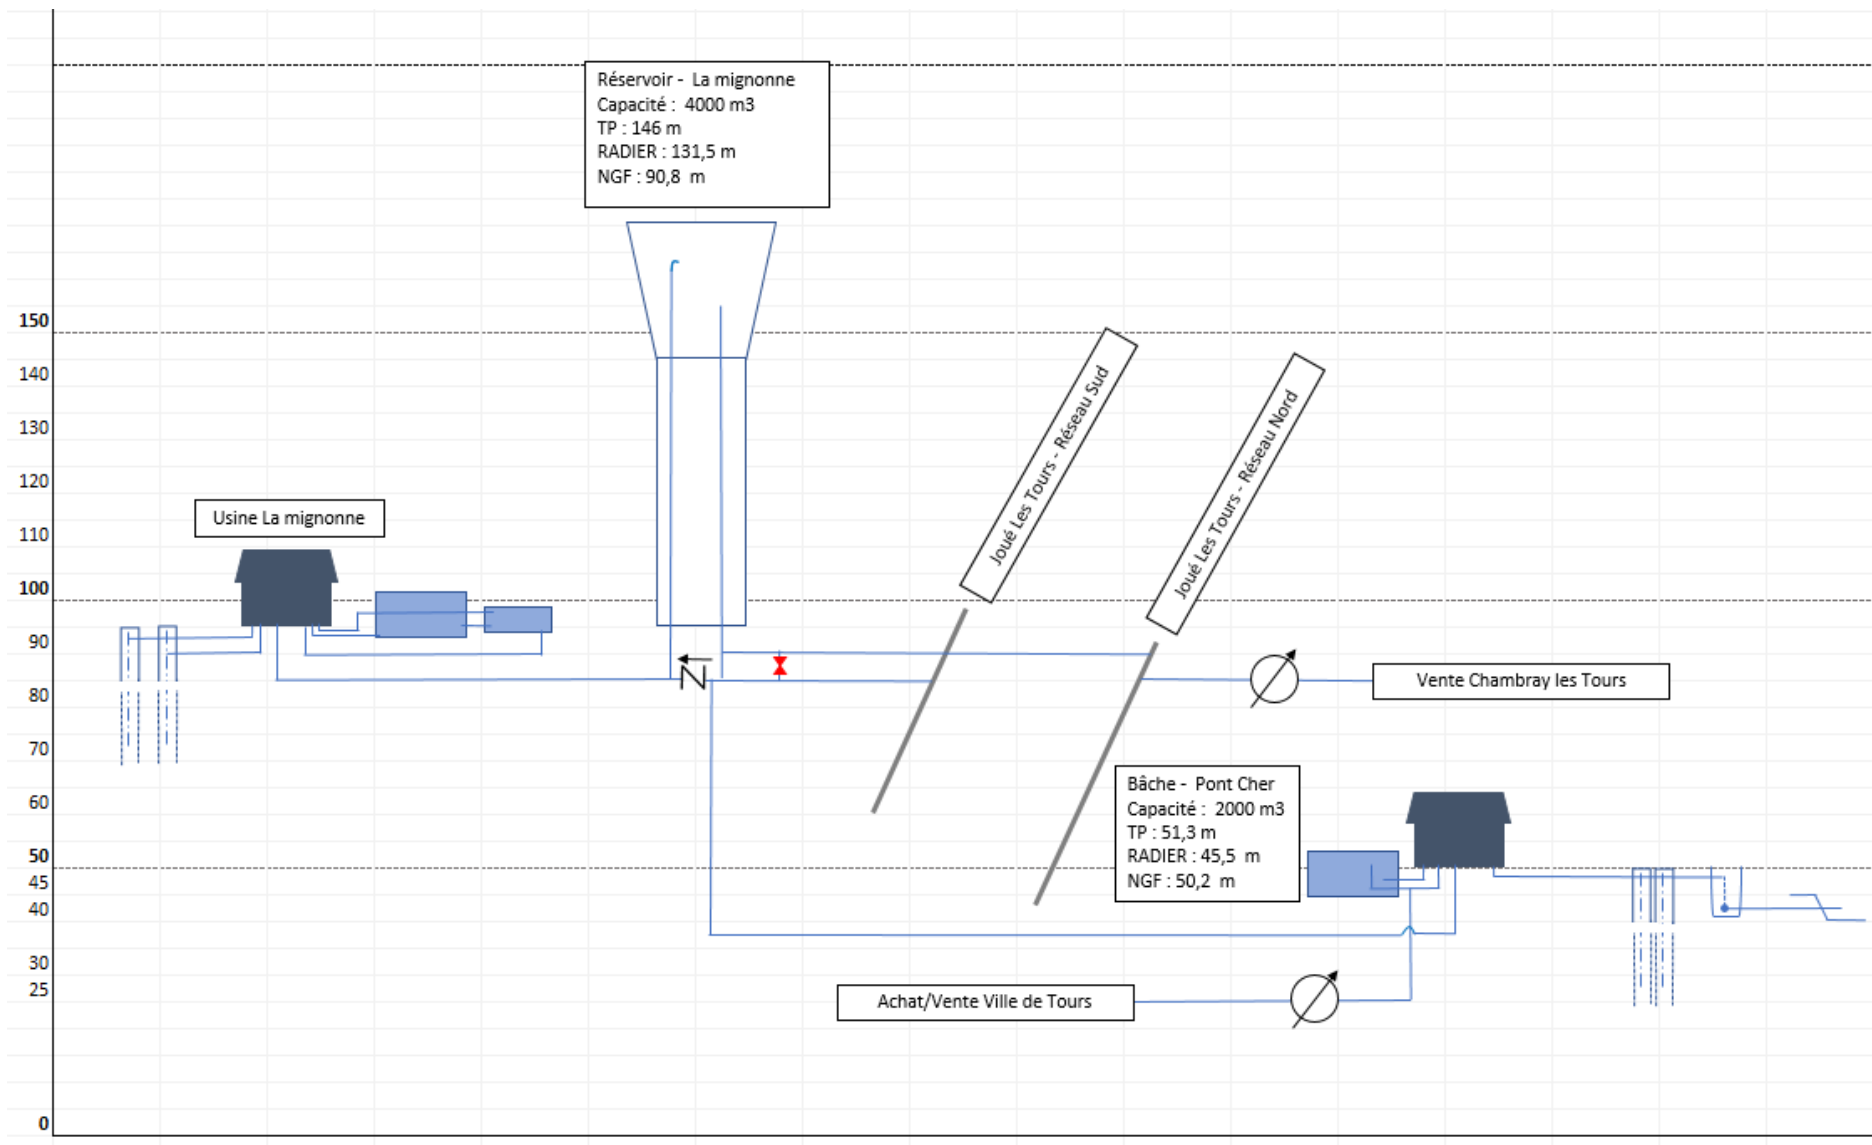 Réservoir - La mignonne
Capacité : 4000 m3
TP : 146 m
RADIER : 131,5 m
NGF : 90,8 m
150
140
130
120
110
100
90
80
70
60
50
45
40
30
25
0
Usine La mignonne
Joué Les Tours - Réseau Sud
Joué Les Tours - Réseau Nord
Vente Chambray les Tours
Bâche - Pont Cher
Capacité : 2000 m3
TP : 51,3 m
RADIER : 45,5 m
NGF : 50,2 m
Achat/Vente Ville de Tours